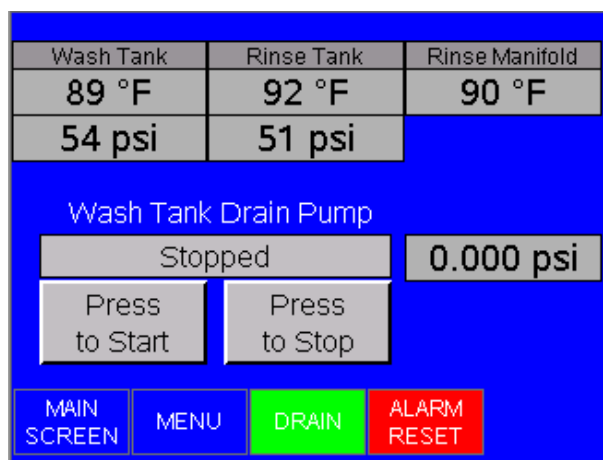 Wash Tank Rinse Tank Rinse Manifold
89 °F 92 °F 90 °F
54 psi 51 psi
Wash Tank Drain Pump
Stopped 0.000 psi
Press Press
to Start to Stop
MAIN SCREEN MENU DRAIN ALARM RESET